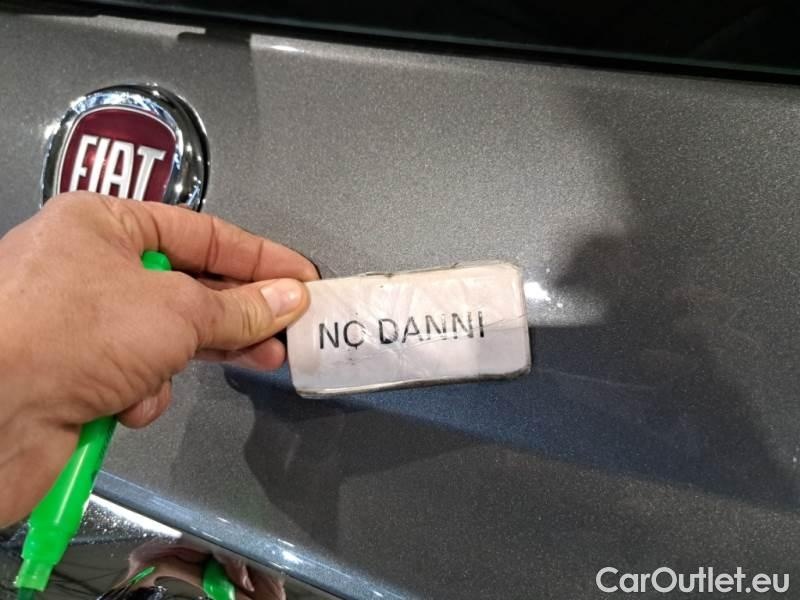 FIAT
NO DANNI
CarOutlet.eu